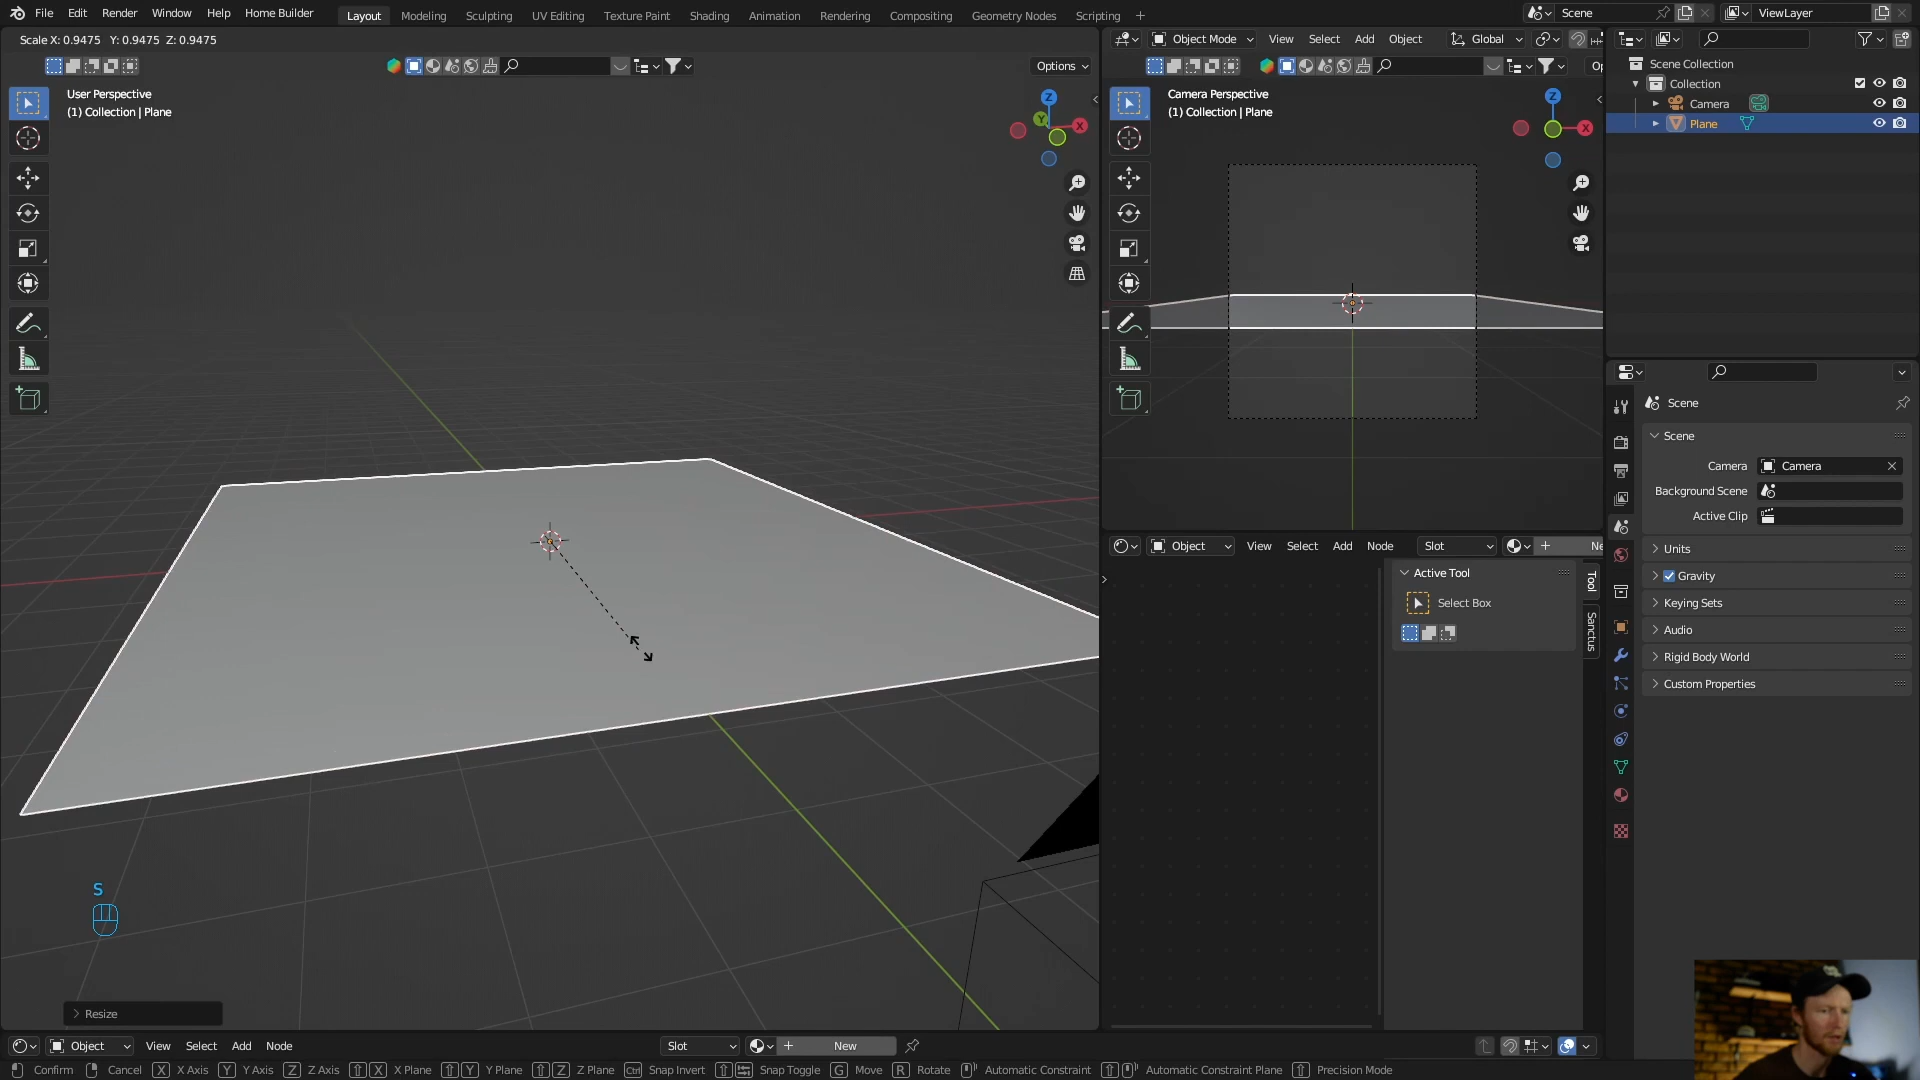 File Edit Render Window Help Home Builder Layout Modeling Sculpting UV Editing Texture Paint Shading Animation Rendering Compositing Geometry Nodes Scripting + Scene ViewLayer
Scale X: 0.9475 Y: 0.9475 Z: 0.9475
Object Mode View Select Add Object Global
Options
User Perspective
(1) Collection | Plane
Z
Y
X
Camera Perspective
(1) Collection | Plane
Z
X
Scene Collection
Collection
Camera
Plane
Scene
Scene
Camera Camera
Background Scene
Active Clip
Units
Gravity
Keying Sets
Audio
Rigid Body World
Custom Properties
Object View Select Add Node Slot + Ne
Active Tool
Select Box
Tool
Sanctus
S
Resize
Object View Select Add Node Slot + New
Confirm Cancel X X Axis Y Y Axis Z Z Axis X X Plane Y Y Plane Z Z Plane Ctrl Snap Invert Snap Toggle G Move R Rotate Automatic Constraint Automatic Constraint Plane Precision Mode